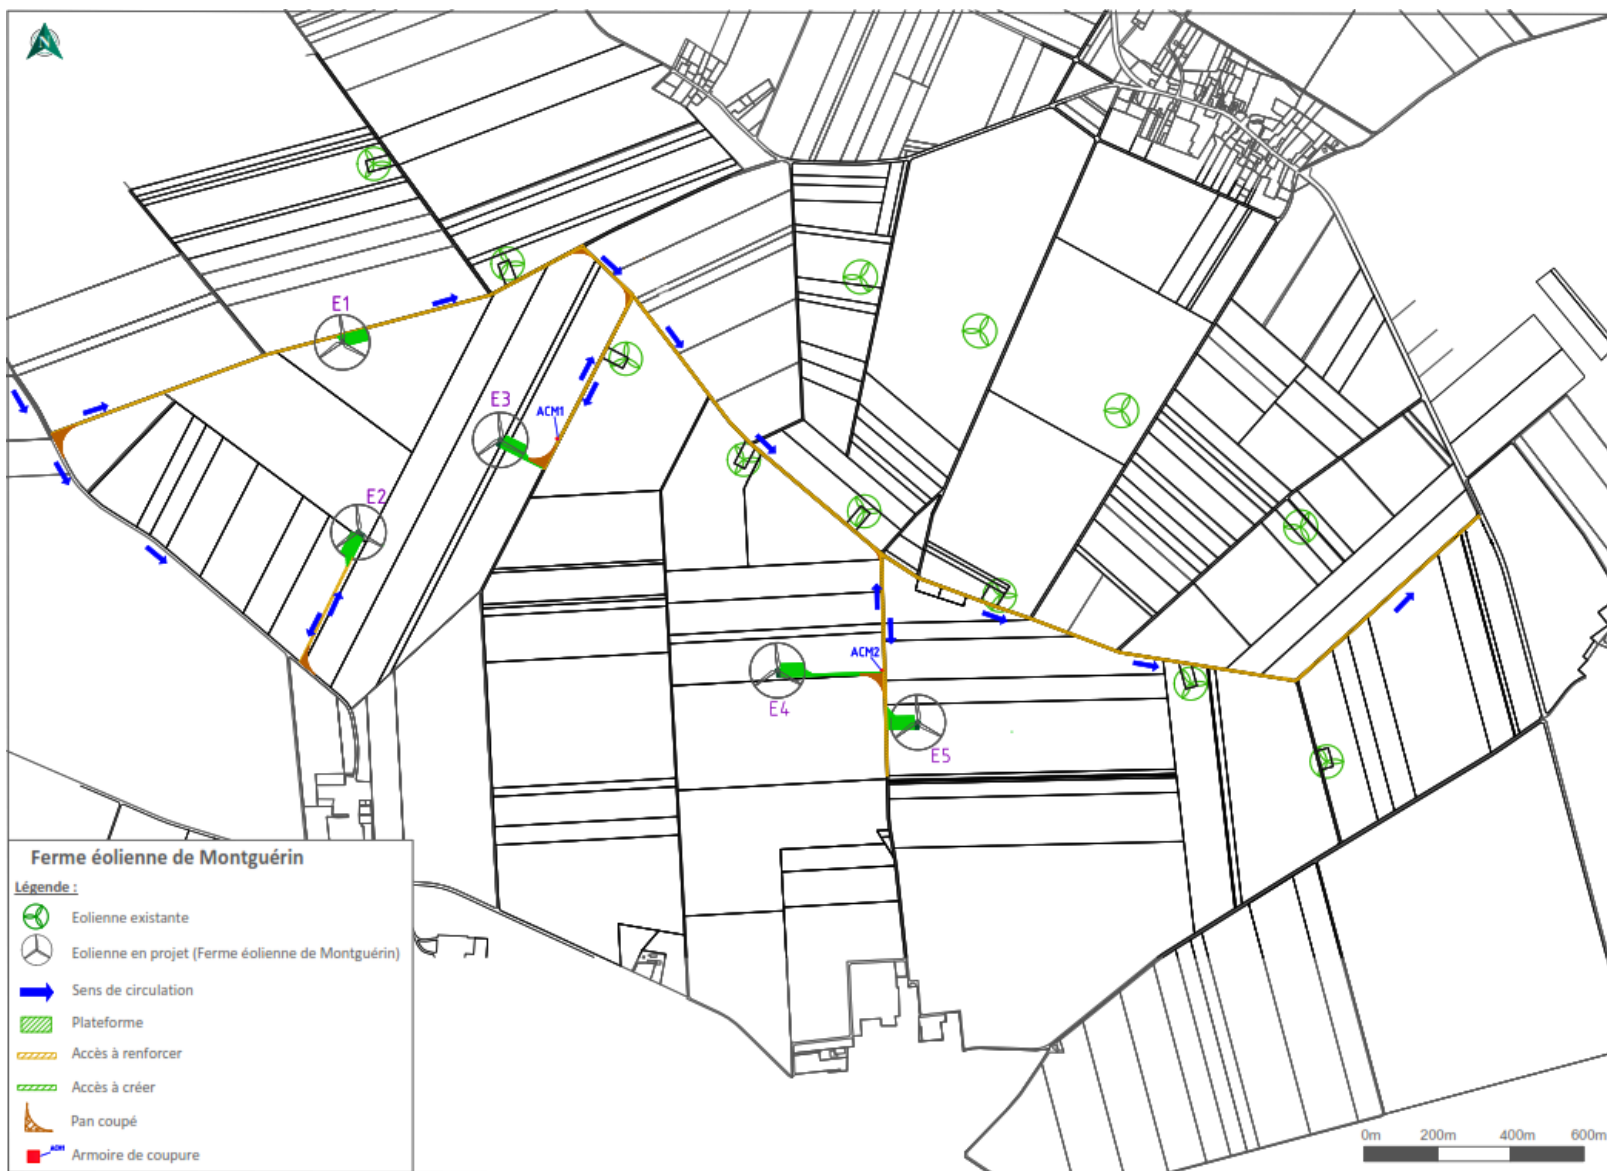 N
E1
E3
ACM1
E2
ACM2
E4
E5
Ferme éolienne de Montguérin
Légende :
Eolienne existante
Eolienne en projet (Ferme éolienne de Montguérin)
Sens de circulation
Plateforme
Accès à renforcer
Accès à créer
Pan coupé
ACM
Armoire de coupure
0m 200m 400m 600m